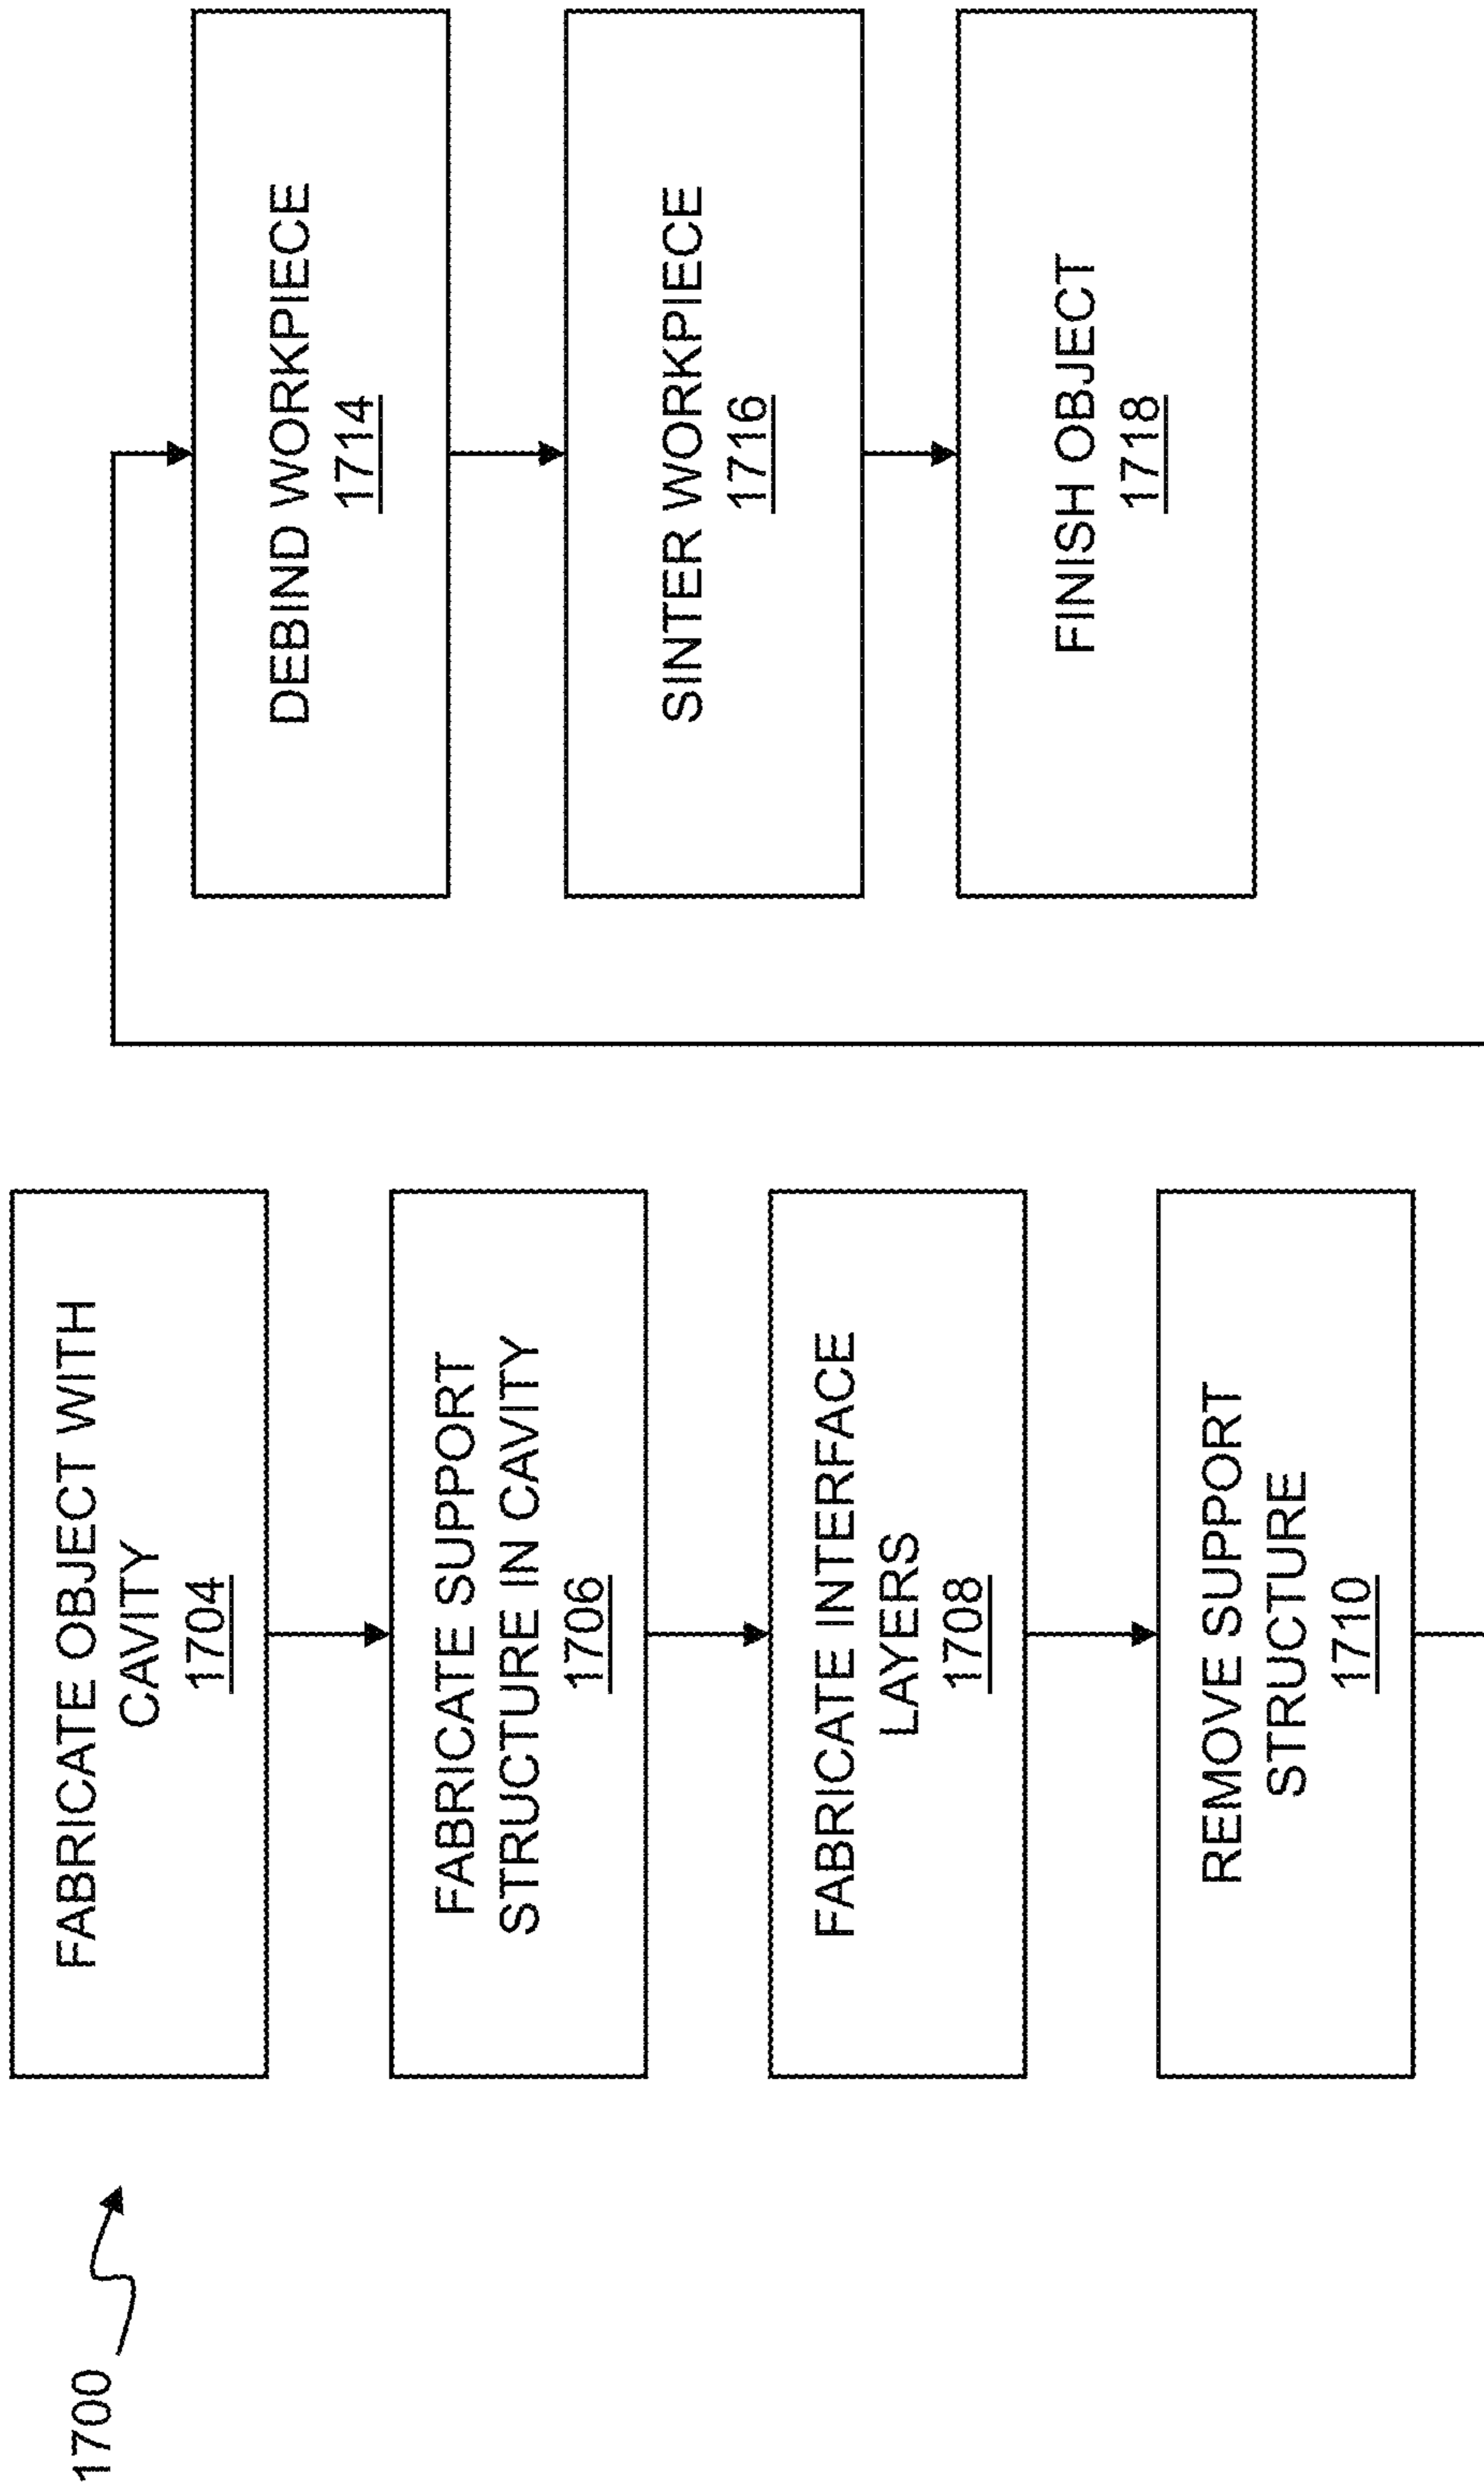 1700
FABRICATE OBJECT WITH
CAVITY
1704
FABRICATE SUPPORT
STRUCTURE IN CAVITY
1706
FABRICATE INTERFACE
LAYERS
1708
REMOVE SUPPORT
STRUCTURE
1710
DEBIND WORKPIECE
1714
SINTER WORKPIECE
1716
FINISH OBJECT
1718